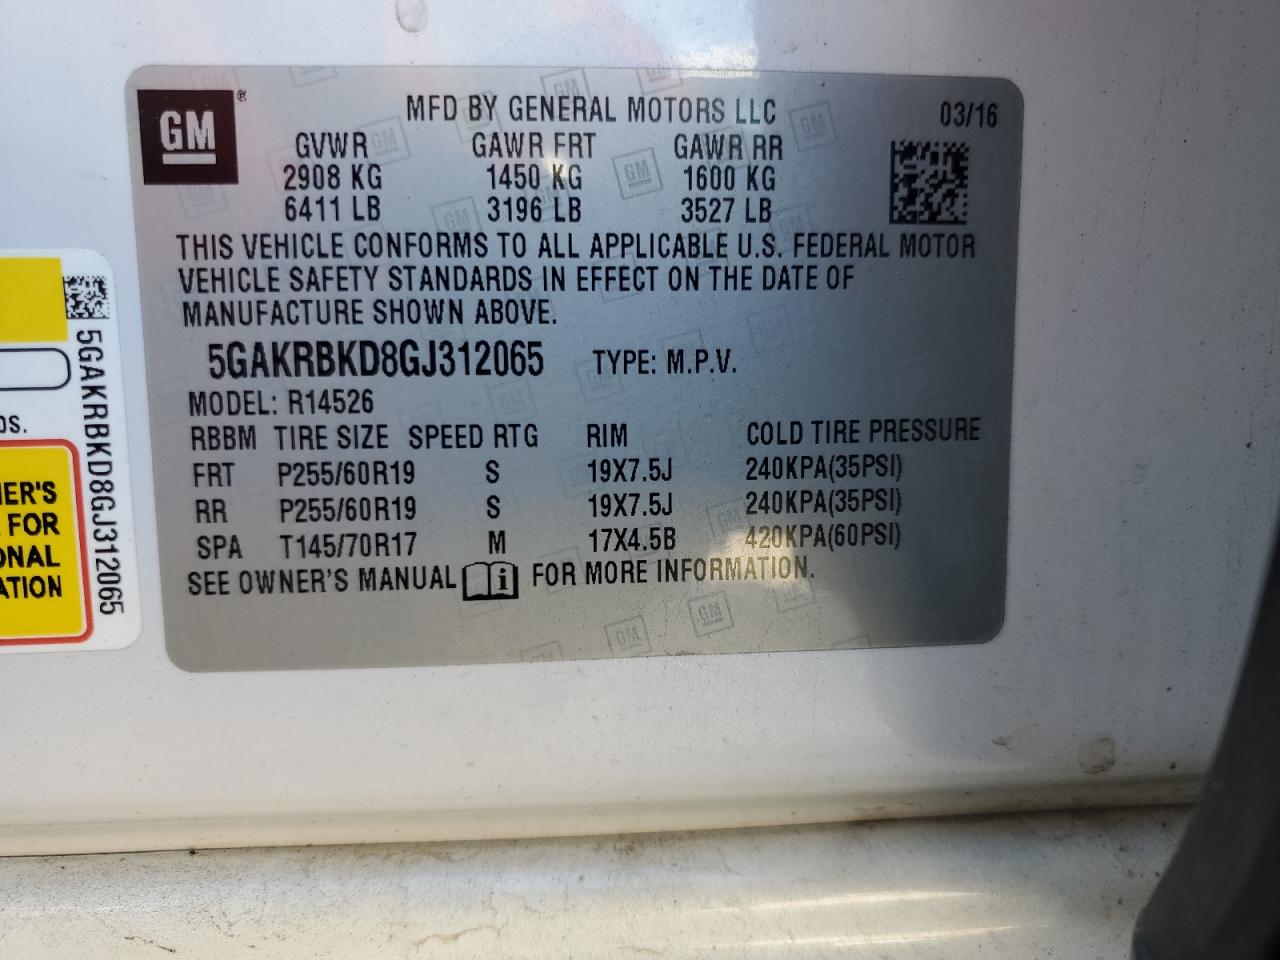 GM®
MFD BY GENERAL MOTORS LLC 03/16
GVWR GAWR FRT GAWR RR
2908 KG 1450 KG 1600 KG
6411 LB 3196 LB 3527 LB
THIS VEHICLE CONFORMS TO ALL APPLICABLE U.S. FEDERAL MOTOR
VEHICLE SAFETY STANDARDS IN EFFECT ON THE DATE OF
MANUFACTURE SHOWN ABOVE.
5GAKRBKD8GJ312065 TYPE: M.P.V.
MODEL: R14526
RBBM TIRE SIZE SPEED RTG RIM COLD TIRE PRESSURE
FRT P255/60R19 S 19X7.5J 240KPA(35PSI)
RR P255/60R19 S 19X7.5J 240KPA(35PSI)
SPA T145/70R17 M 17X4.5B 420KPA(60PSI)
SEE OWNER'S MANUAL i FOR MORE INFORMATION.
5GAKRBKD8GJ312065
ER'S
FOR
ONAL
ATION